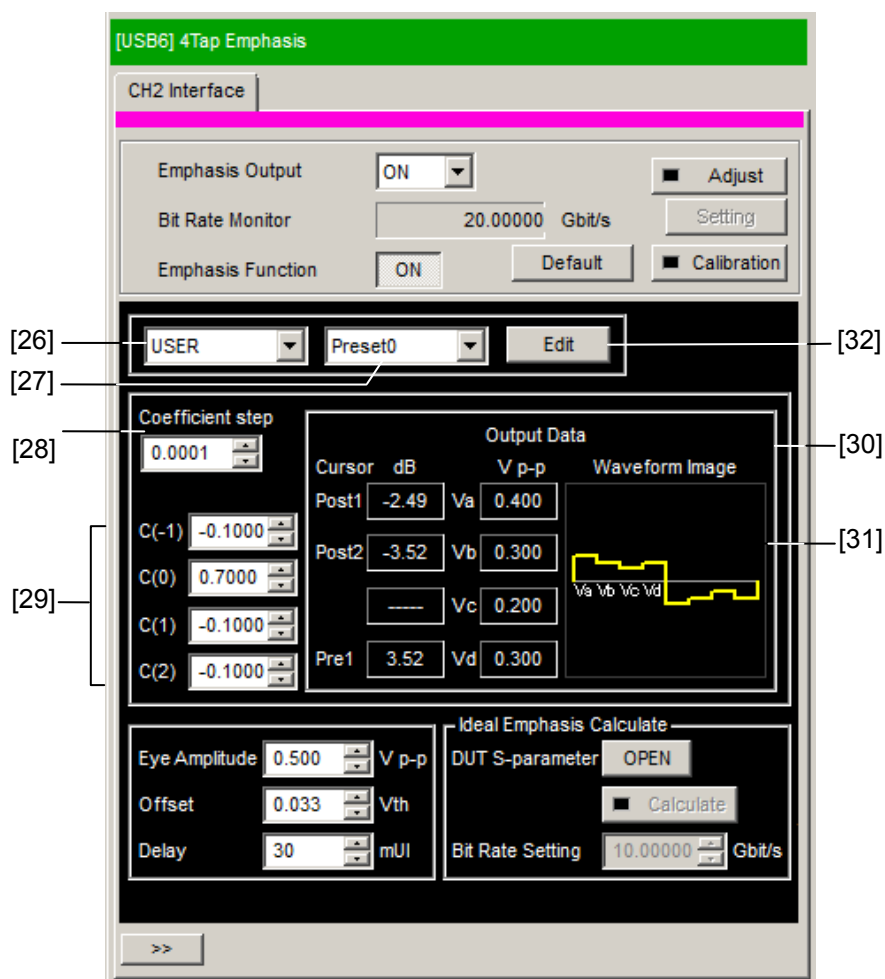 [USB6] 4Tap Emphasis
CH2 Interface
Emphasis Output ON Adjust
Bit Rate Monitor 20.00000 Gbit/s Setting
Emphasis Function ON Default Calibration
[26] USER Preset0 Edit [32]
[27]
[28] Coefficient step
0.0001
[29]
C(-1) -0.1000
C(0) 0.7000
C(1) -0.1000
C(2) -0.1000
Output Data [30]
Cursor dB V p-p Waveform Image
Post1 -2.49 Va 0.400
Post2 -3.52 Vb 0.300
----- Vc 0.200
Pre1 3.52 Vd 0.300
Va Vb Vc Vd
[31]
Eye Amplitude 0.500 V p-p
Offset 0.033 Vth
Delay 30 mUI
Ideal Emphasis Calculate
DUT S-parameter OPEN
Calculate
Bit Rate Setting 10.00000 Gbit/s
>>